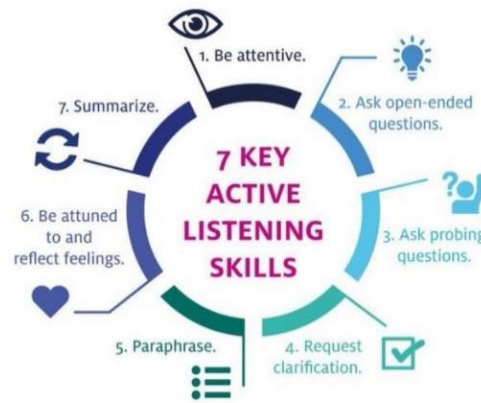 1. Be attentive.
2. Ask open-ended
questions.
3. Ask probing
questions.
4. Request
clarification.
5. Paraphrase.
6. Be attuned
to and
reflect feelings.
7. Summarize.
7 KEY
ACTIVE
LISTENING
SKILLS